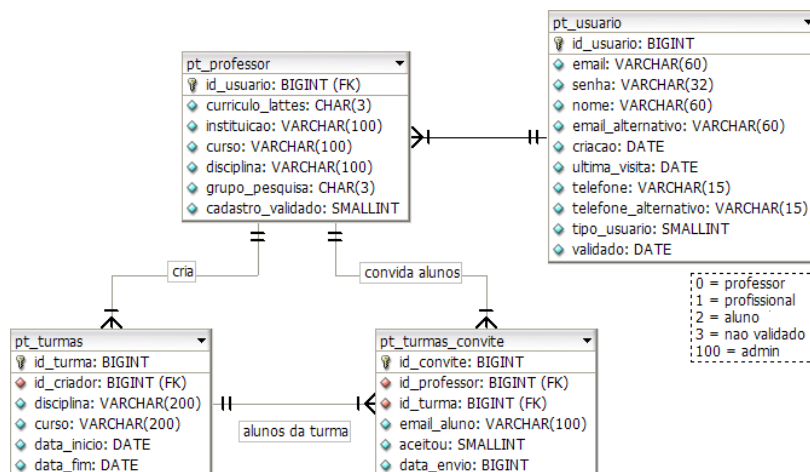 pt_usuario
id_usuario: BIGINT
email: VARCHAR(60)
senha: VARCHAR(32)
nome: VARCHAR(60)
email_alternativo: VARCHAR(60)
criacao: DATE
ultima_visita: DATE
telefone: VARCHAR(15)
telefone_alternativo: VARCHAR(15)
tipo_usuario: SMALLINT
validado: DATE
pt_professor
id_usuario: BIGINT (FK)
curriculo_lattes: CHAR(3)
instituicao: VARCHAR(100)
curso: VARCHAR(100)
disciplina: VARCHAR(100)
grupo_pesquisa: CHAR(3)
cadastro_validado: SMALLINT
cria
convida alunos
0 = professor
1 = profissional
2 = aluno
3 = nao validado
100 = admin
pt_turmas
id_turma: BIGINT
id_criador: BIGINT (FK)
disciplina: VARCHAR(200)
curso: VARCHAR(200)
data_inicio: DATE
data_fim: DATE
alunos da turma
pt_turmas_convite
id_convite: BIGINT
id_professor: BIGINT (FK)
id_turma: BIGINT (FK)
email_aluno: VARCHAR(100)
aceitou: SMALLINT
data_envio: BIGINT